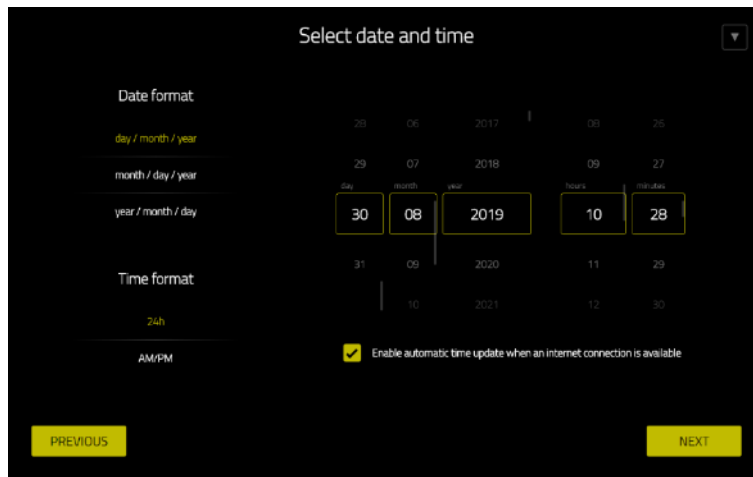 Select date and time
▼
Date format
day / month / year
month / day / year
year / month / day
Time format
24h
AM/PM
28 06 2017 08 26
29 07 2018 09 27
day month year hours minutes
30 08 2019 10 28
31 09 2020 11 29
10 2021 12 30
Enable automatic time update when an internet connection is available
PREVIOUS
NEXT